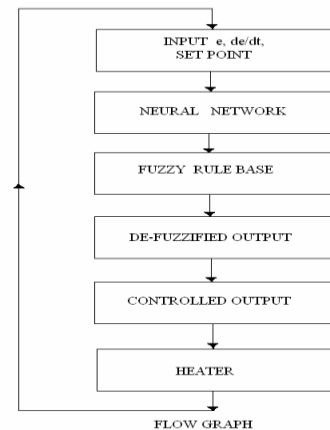 INPUT e, de/dt,
SET POINT
NEURAL NETWORK
FUZZY RULE BASE
DE-FUZZIFIED OUTPUT
CONTROLLED OUTPUT
HEATER
FLOW GRAPH